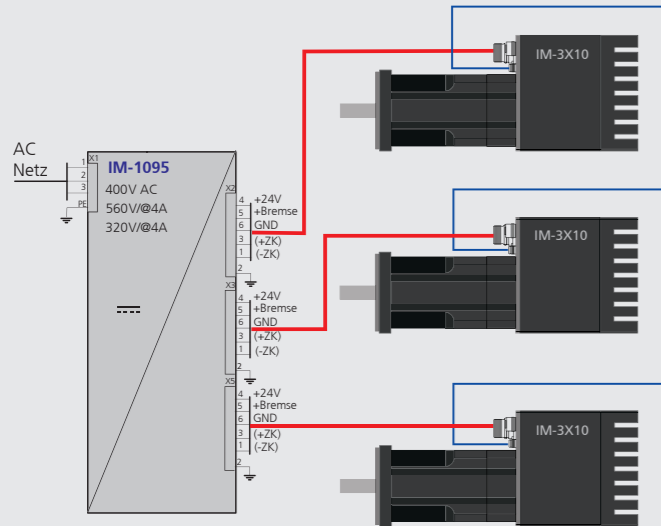 IM-3X10
AC
Netz
X1
1
2
3
PE
IM-1095
400V AC
560V/@4A
320V/@4A
X2
4 +24V
5 +Bremse
6 GND
3 (+ZK)
1 (-ZK)
2
IM-3X10
X3
4 +24V
5 +Bremse
6 GND
3 (+ZK)
1 (-ZK)
2
X5
4 +24V
5 +Bremse
6 GND
3 (+ZK)
1 (-ZK)
2
IM-3X10